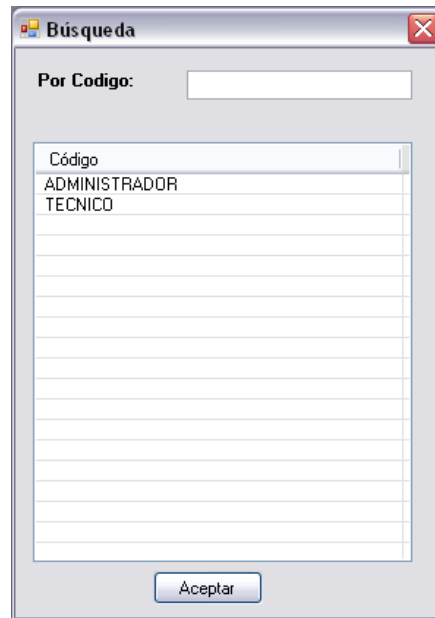 Búsqueda
Por Codigo:
Código
ADMINISTRADOR
TECNICO
Aceptar